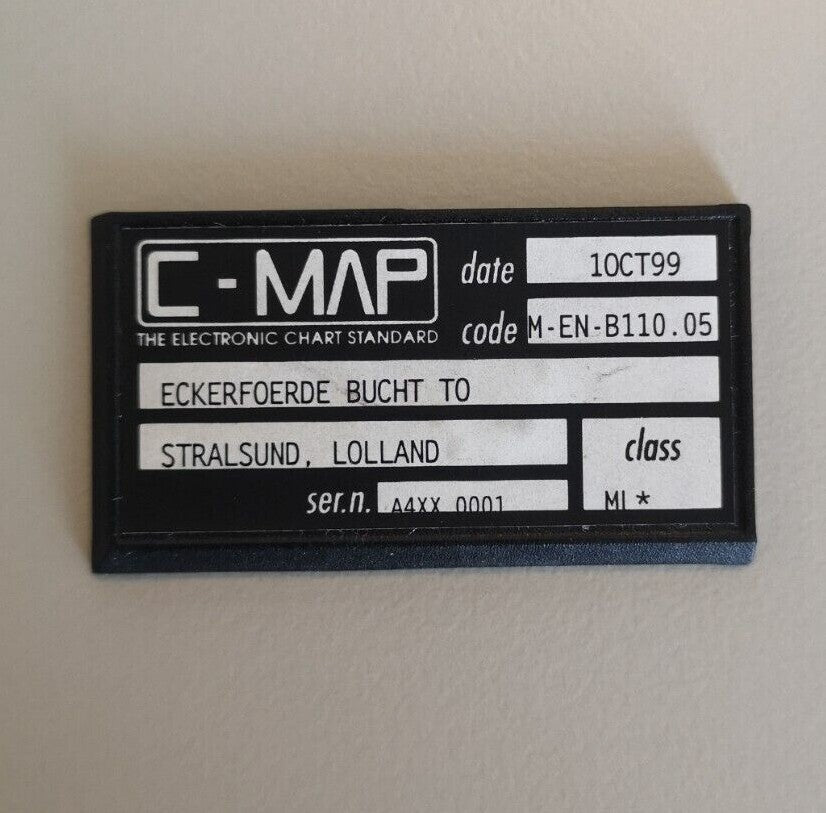 C-MAP
THE ELECTRONIC CHART STANDARD
date 1OCT99
code M-EN-B110.05
ECKERFOERDE BUCHT TO
STRALSUND, LOLLAND
class
ser.n. A4XX 0001
ML*